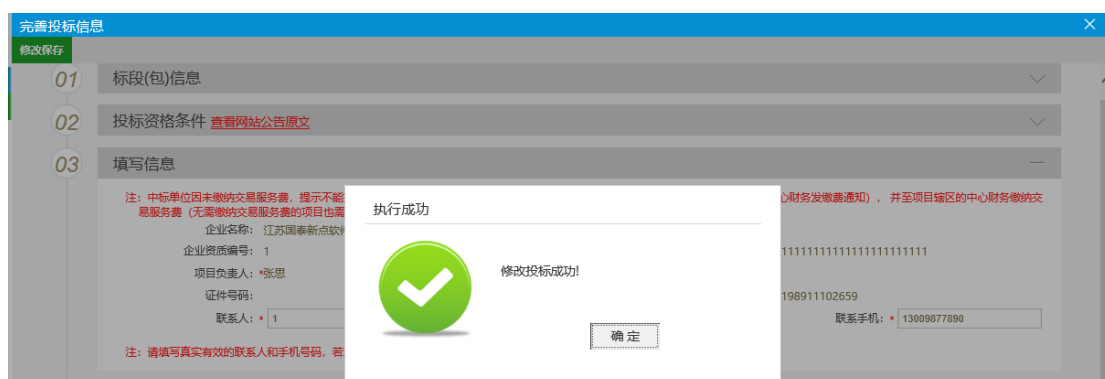 完善投标信息
修改保存
01 标段(包)信息
02 投标资格条件 查看网站公告原文
03 填写信息
注：中标单位因未缴纳交易服务费，提示不能
心财务发缴费通知)，并至项目辖区的中心财务缴纳交
易服务费（无需缴纳交易服务费的项目也需
企业名称： 江苏国泰新点软件
企业资质编号： 1
11111111111111111111111
项目负责人：*张思
证件号码：
198911102659
联系人：* 1
联系手机：* 13009877890
注：请填写真实有效的联系人和手机号码，若
执行成功
修改投标成功!
确定